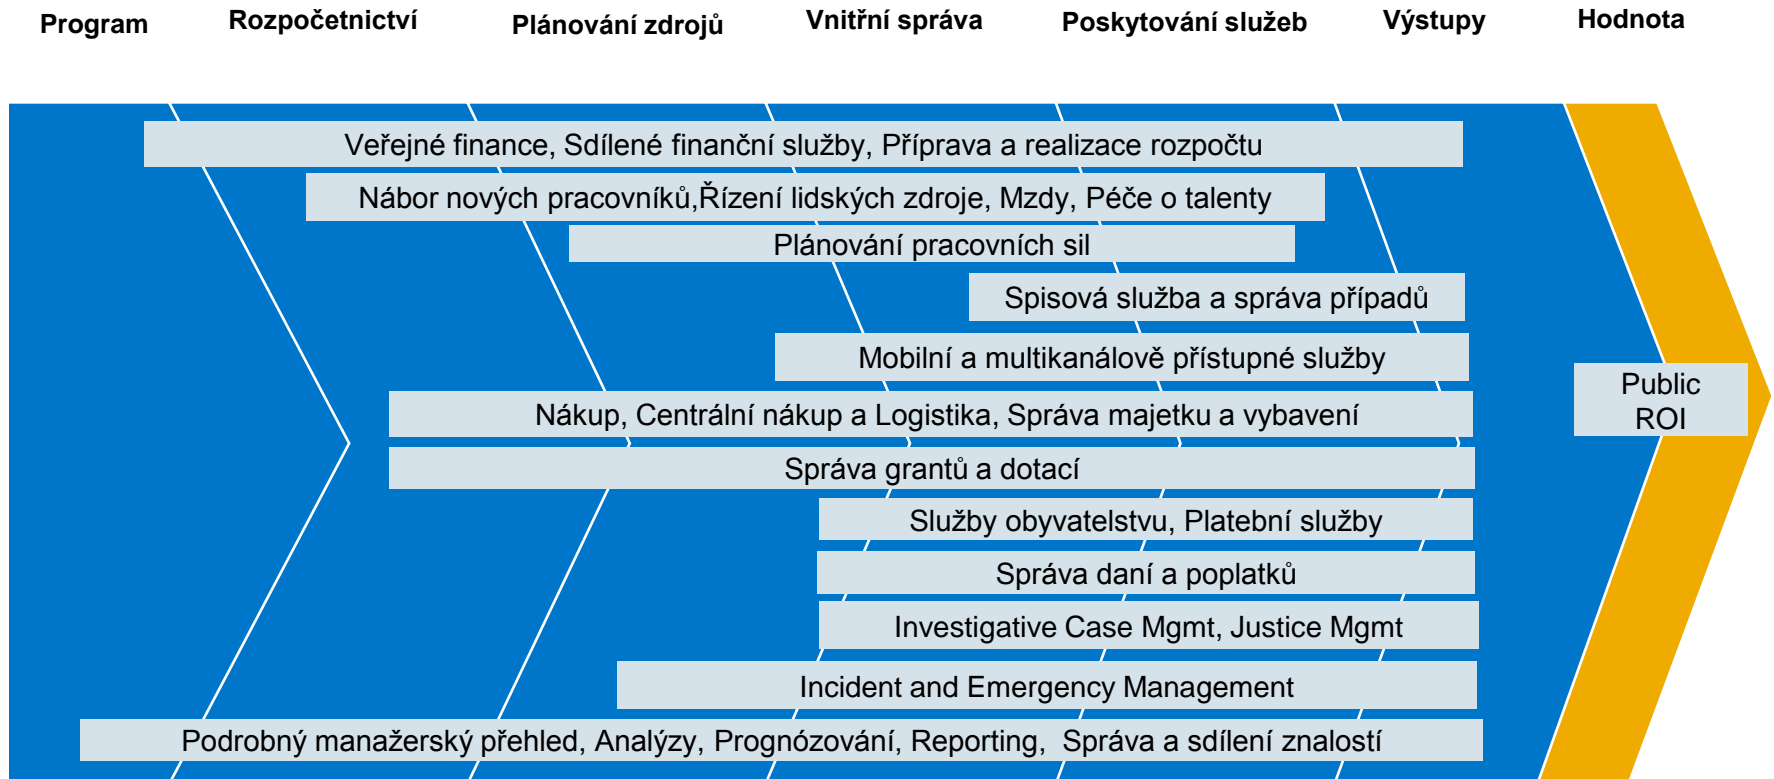 Program
Rozpočetnictví
Plánování zdrojů
Vnitřní správa
Poskytování služeb
Výstupy
Hodnota
Veřejné finance, Sdílené finanční služby, Příprava a realizace rozpočtu
Nábor nových pracovníků,Řízení lidských zdroje, Mzdy, Péče o talenty
Plánování pracovních sil
Spisová služba a správa případů
Mobilní a multikanálově přístupné služby
Public
ROI
Nákup, Centrální nákup a Logistika, Správa majetku a vybavení
Správa grantů a dotací
Služby obyvatelstvu, Platební služby
Správa daní a poplatků
Investigative Case Mgmt, Justice Mgmt
Incident and Emergency Management
Podrobný manažerský přehled, Analýzy, Prognózování, Reporting, Správa a sdílení znalostí